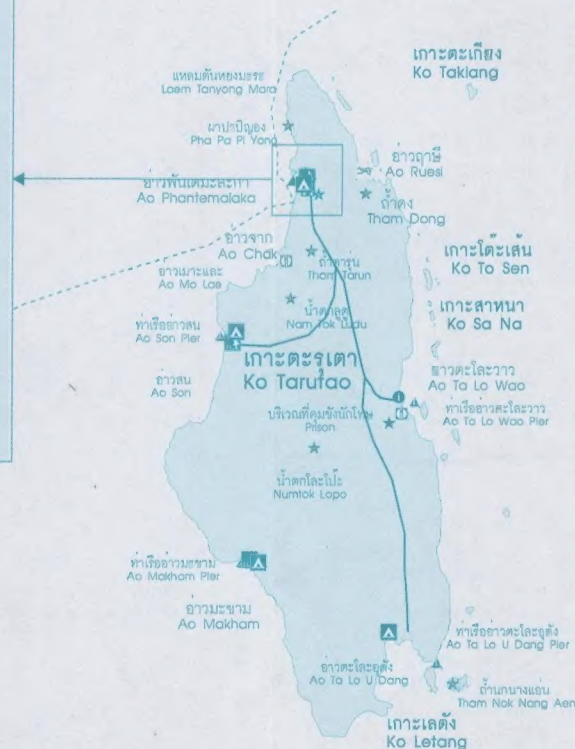 เกาะตะเกียง
Ko Takiang
แหลมตันหยงมะระ
Laem Tanyong Mara
ผาปาปิญอง
Pha Pa Pi Yong
อ่าวฤาษี
Ao Ruesi
อ่าวพันเตมะละกา
Ao Phantemalaka
ถ้ำดง
Tham Dong
อ่าวจาก
Ao Chak
เกาะโต๊ะเส้น
Ko To Sen
ถ้ำตารุ่น
Tham Tarun
อ่าวเมาะและ
Ao Mo Lae
เกาะสาหนา
Ko Sa Na
น้ำตกลูดู
Nam Tok Ludu
ท่าเรืออ่าวสน
Ao Son Pier
เกาะตะรุเตา
Ko Tarutao
อ่าวตะโละวาว
Ao Ta Lo Wao
อ่าวสน
Ao Son
ท่าเรืออ่าวตะโละวาว
Ao Ta Lo Wao Pier
บริเวณที่คุมขังนักโทษ
Prison
น้ำตกโละโป๊ะ
Numtok Lopo
ท่าเรืออ่าวมะขาม
Ao Makham Pier
อ่าวมะขาม
Ao Makham
ท่าเรืออ่าวตะโละอุดัง
Ao Ta Lo U Dang Pier
อ่าวตะโละอุดัง
Ao Ta Lo U Dang
ถ้ำนกนางแอ่น
Tham Nok Nang Aen
เกาะเลตัง
Ko Letang